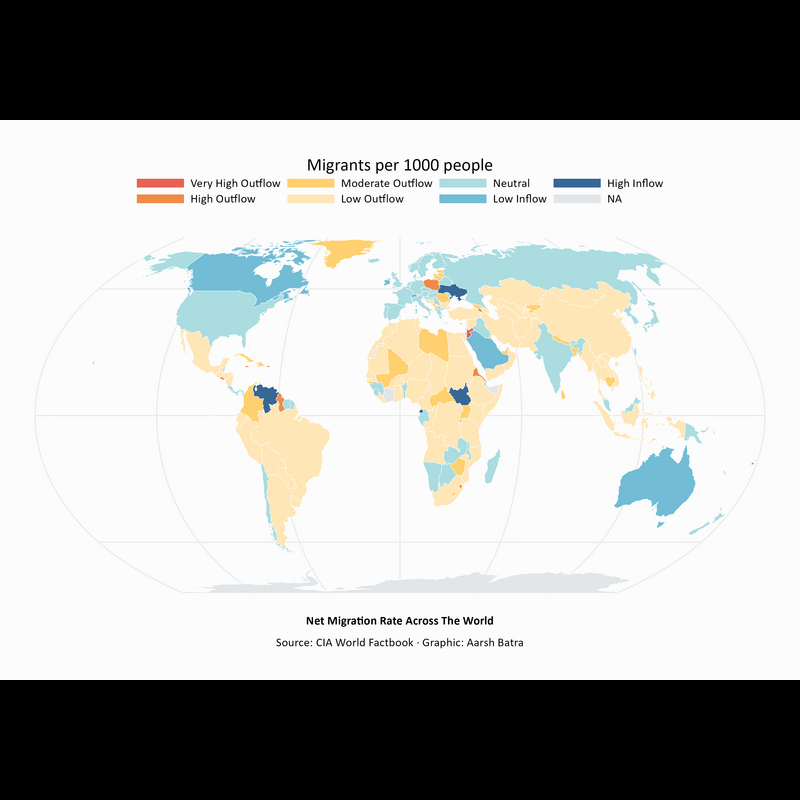 Migrants per 1000 people
Very High Outflow Moderate Outflow Neutral High Inflow
High Outflow Low Outflow Low Inflow NA
Net Migration Rate Across The World
Source: CIA World Factbook · Graphic: Aarsh Batra